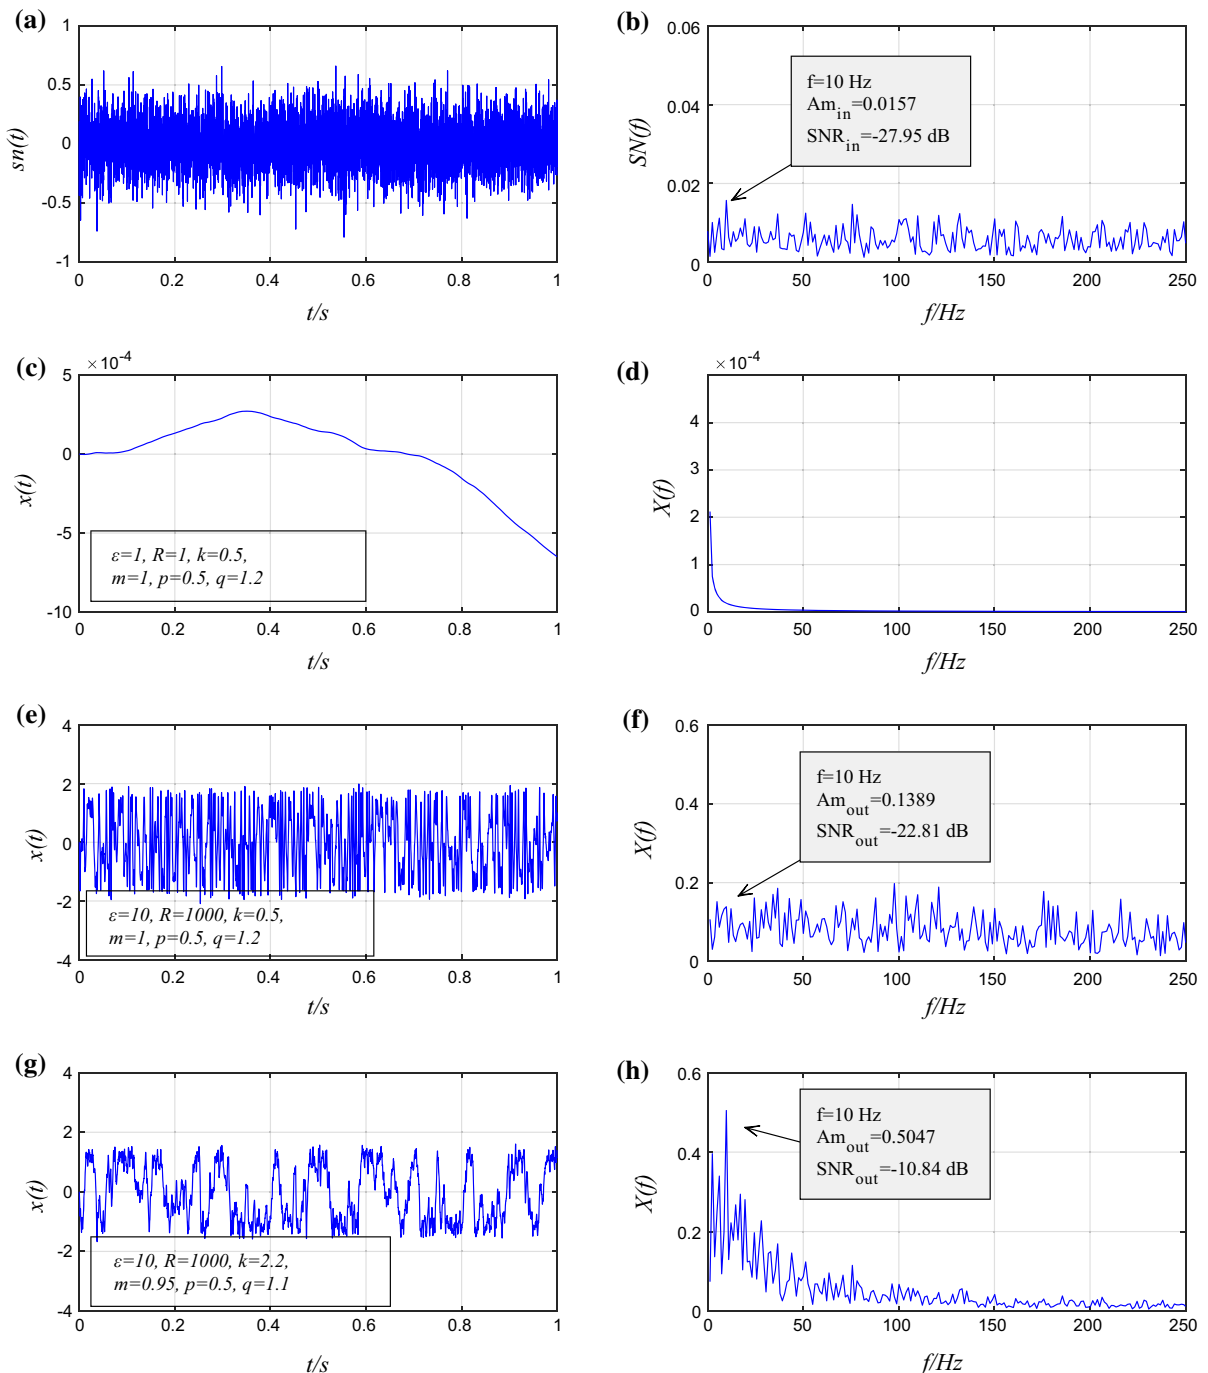 (a)
1
0.5
0
-0.5
-1
sn(t)
0 0.2 0.4 0.6 0.8 1
t/s
(b)
0.06
0.04
0.02
0
SN(f)
f=10 Hz
Am_in=0.0157
SNR_in=-27.95 dB
0 50 100 150 200 250
f/Hz
(c)
×10^-4
5
0
-5
-10
x(t)
ε=1, R=1, k=0.5,
m=1, p=0.5, q=1.2
0 0.2 0.4 0.6 0.8 1
t/s
(d)
×10^-4
4
3
2
1
0
X(f)
0 50 100 150 200 250
f/Hz
(e)
4
2
0
-2
-4
x(t)
ε=10, R=1000, k=0.5,
m=1, p=0.5, q=1.2
0 0.2 0.4 0.6 0.8 1
t/s
(f)
0.6
0.4
0.2
0
X(f)
f=10 Hz
Am_out=0.1389
SNR_out=-22.81 dB
0 50 100 150 200 250
f/Hz
(g)
4
2
0
-2
-4
x(t)
ε=10, R=1000, k=2.2,
m=0.95, p=0.5, q=1.1
0 0.2 0.4 0.6 0.8 1
t/s
(h)
0.6
0.4
0.2
0
X(f)
f=10 Hz
Am_out=0.5047
SNR_out=-10.84 dB
0 50 100 150 200 250
f/Hz